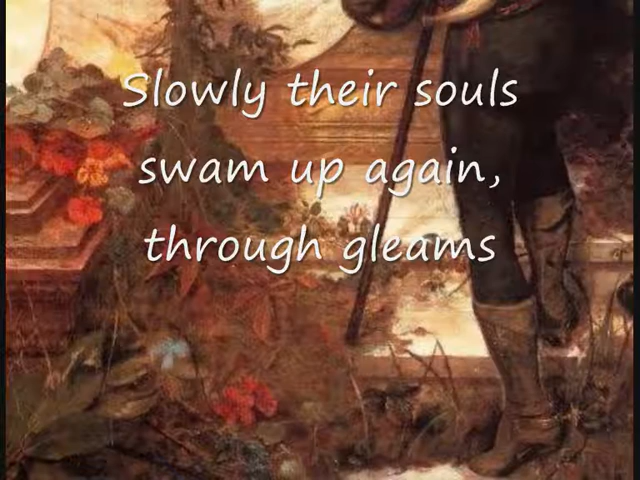 Slowly their souls
swam up again,
through gleams